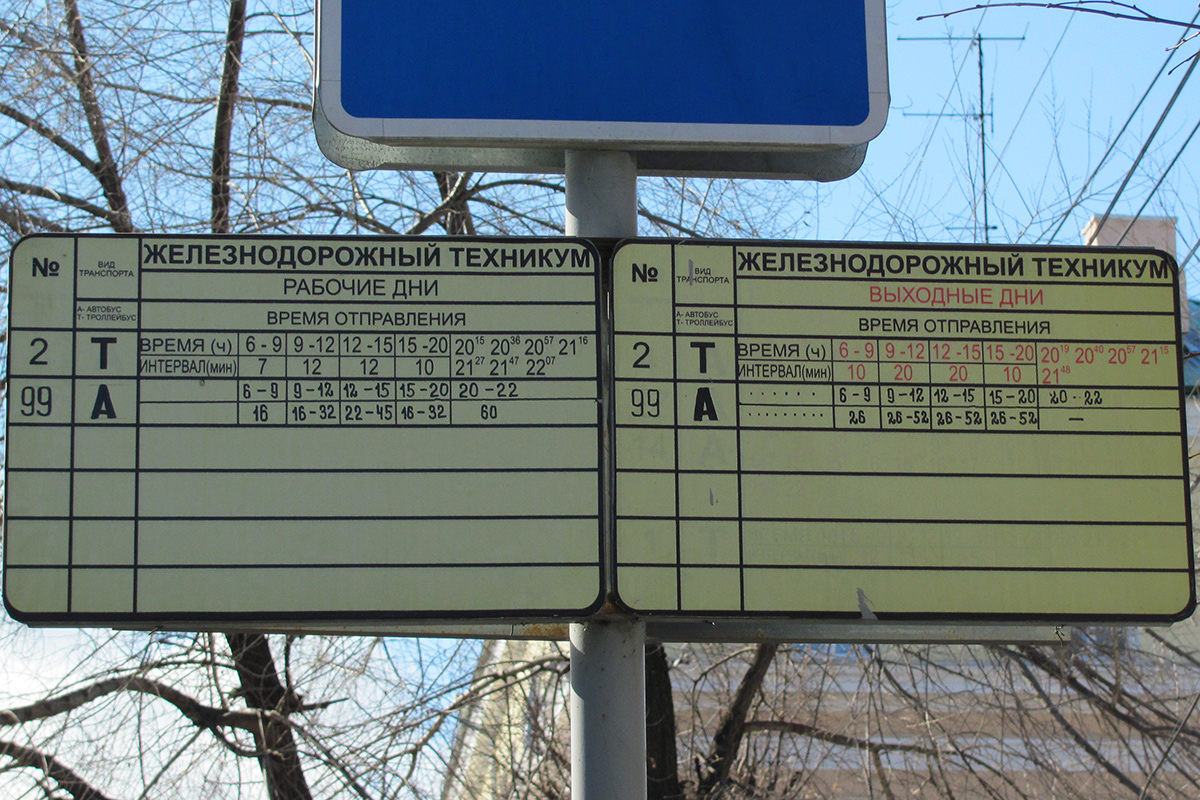 № ВИД ТРАНСПОРТА ЖЕЛЕЗНОДОРОЖНЫЙ ТЕХНИКУМ
РАБОЧИЕ ДНИ
А- АВТОБУС
Т- ТРОЛЛЕЙБУС
ВРЕМЯ ОТПРАВЛЕНИЯ
2 Т ВРЕМЯ (ч) 6 - 9 9 -12 12 -15 15 -20 20¹⁵ 20³⁶ 20⁵⁷ 21¹⁶
ИНТЕРВАЛ(мин) 7 12 12 10 21²⁷ 21⁴⁷ 22⁰⁷
99 А 6 - 9 9-12 12-15 15-20 20 - 22
16 16-32 22-45 16-32 60
№ ВИД ТРАНСПОРТА ЖЕЛЕЗНОДОРОЖНЫЙ ТЕХНИКУМ
ВЫХОДНЫЕ ДНИ
А- АВТОБУС
Т- ТРОЛЛЕЙБУС
ВРЕМЯ ОТПРАВЛЕНИЯ
2 Т ВРЕМЯ (ч) 6 - 9 9 -12 12 -15 15 -20 20¹⁹ 20⁴⁰ 20⁵⁷ 21¹⁵
ИНТЕРВАЛ(мин) 10 20 20 10 21⁴⁸
99 А 6-9 9-12 12-15 15-20 20--22
26 26-52 26-52 26-52 —